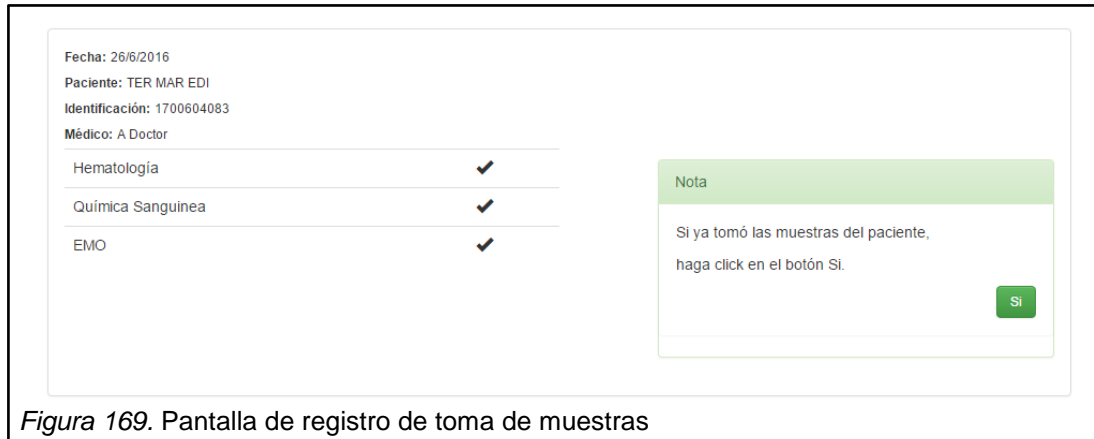 Fecha: 26/6/2016
Paciente: TER MAR EDI
Identificación: 1700604083
Médico: A Doctor
Hematología
Química Sanguinea
EMO
Nota
Si ya tomó las muestras del paciente,
haga click en el botón Si.
Si
Figura 169. Pantalla de registro de toma de muestras